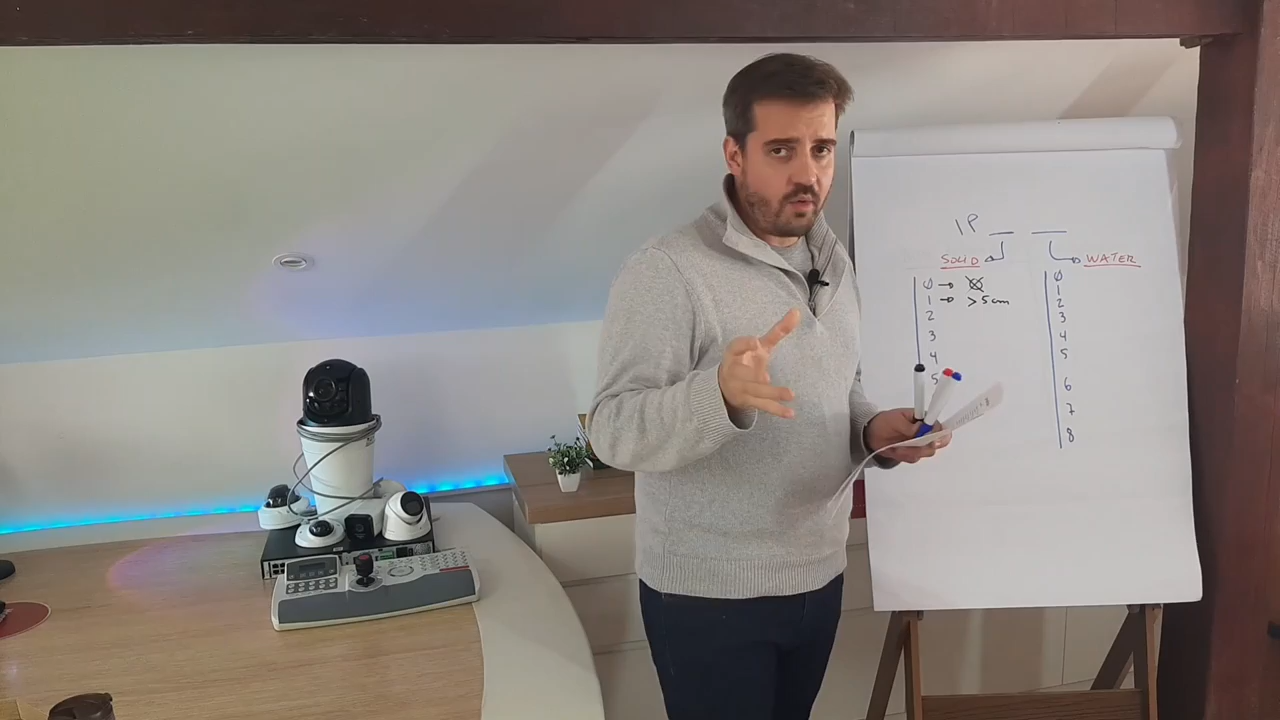 IP _ _
SOLID WATER
0 → X 0
1 → >5cm 1
2 2
3 3
4 4
5 5
6
7
8